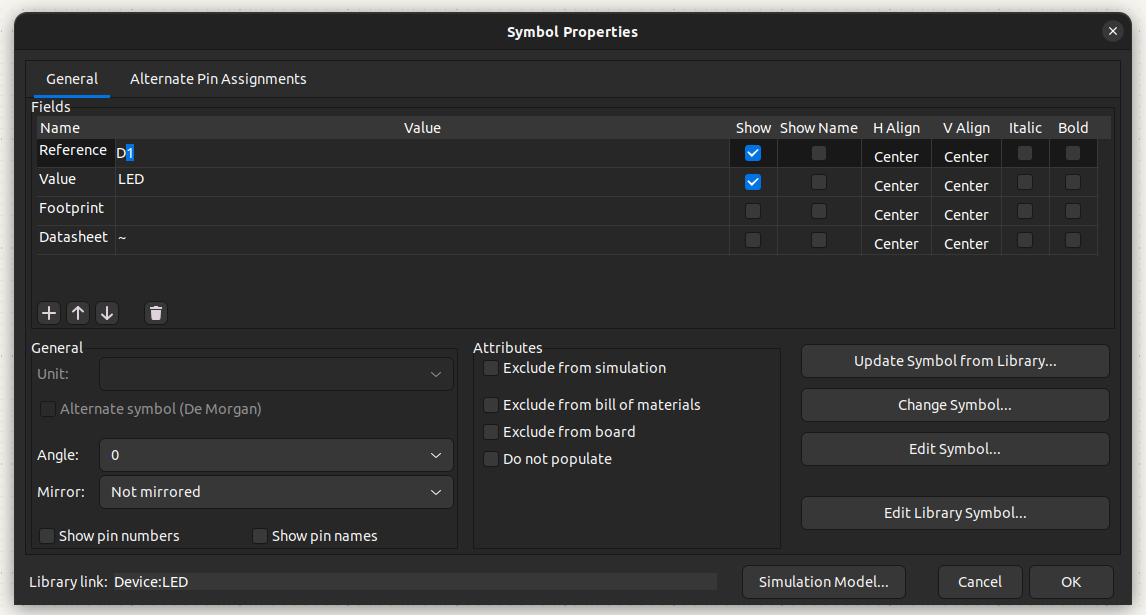 Symbol Properties
General Alternate Pin Assignments
Fields
Name Value Show Show Name H Align V Align Italic Bold
Reference D1 Center Center
Value LED Center Center
Footprint Center Center
Datasheet ~ Center Center
General
Unit:
Alternate symbol (De Morgan)
Angle: 0
Mirror: Not mirrored
Show pin numbers Show pin names
Attributes
Exclude from simulation
Exclude from bill of materials
Exclude from board
Do not populate
Update Symbol from Library...
Change Symbol...
Edit Symbol...
Edit Library Symbol...
Library link: Device:LED
Simulation Model... Cancel OK